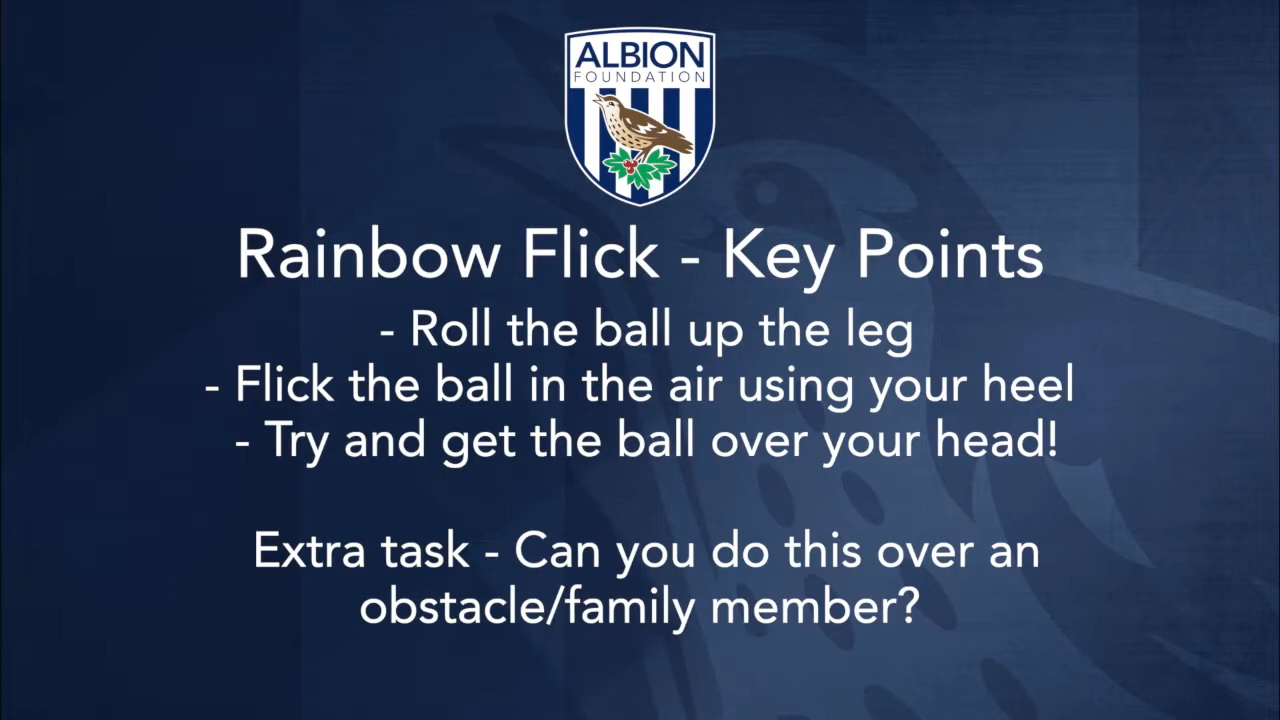 ALBION
FOUNDATION
Rainbow Flick - Key Points
- Roll the ball up the leg
- Flick the ball in the air using your heel
- Try and get the ball over your head!
Extra task - Can you do this over an
obstacle/family member?